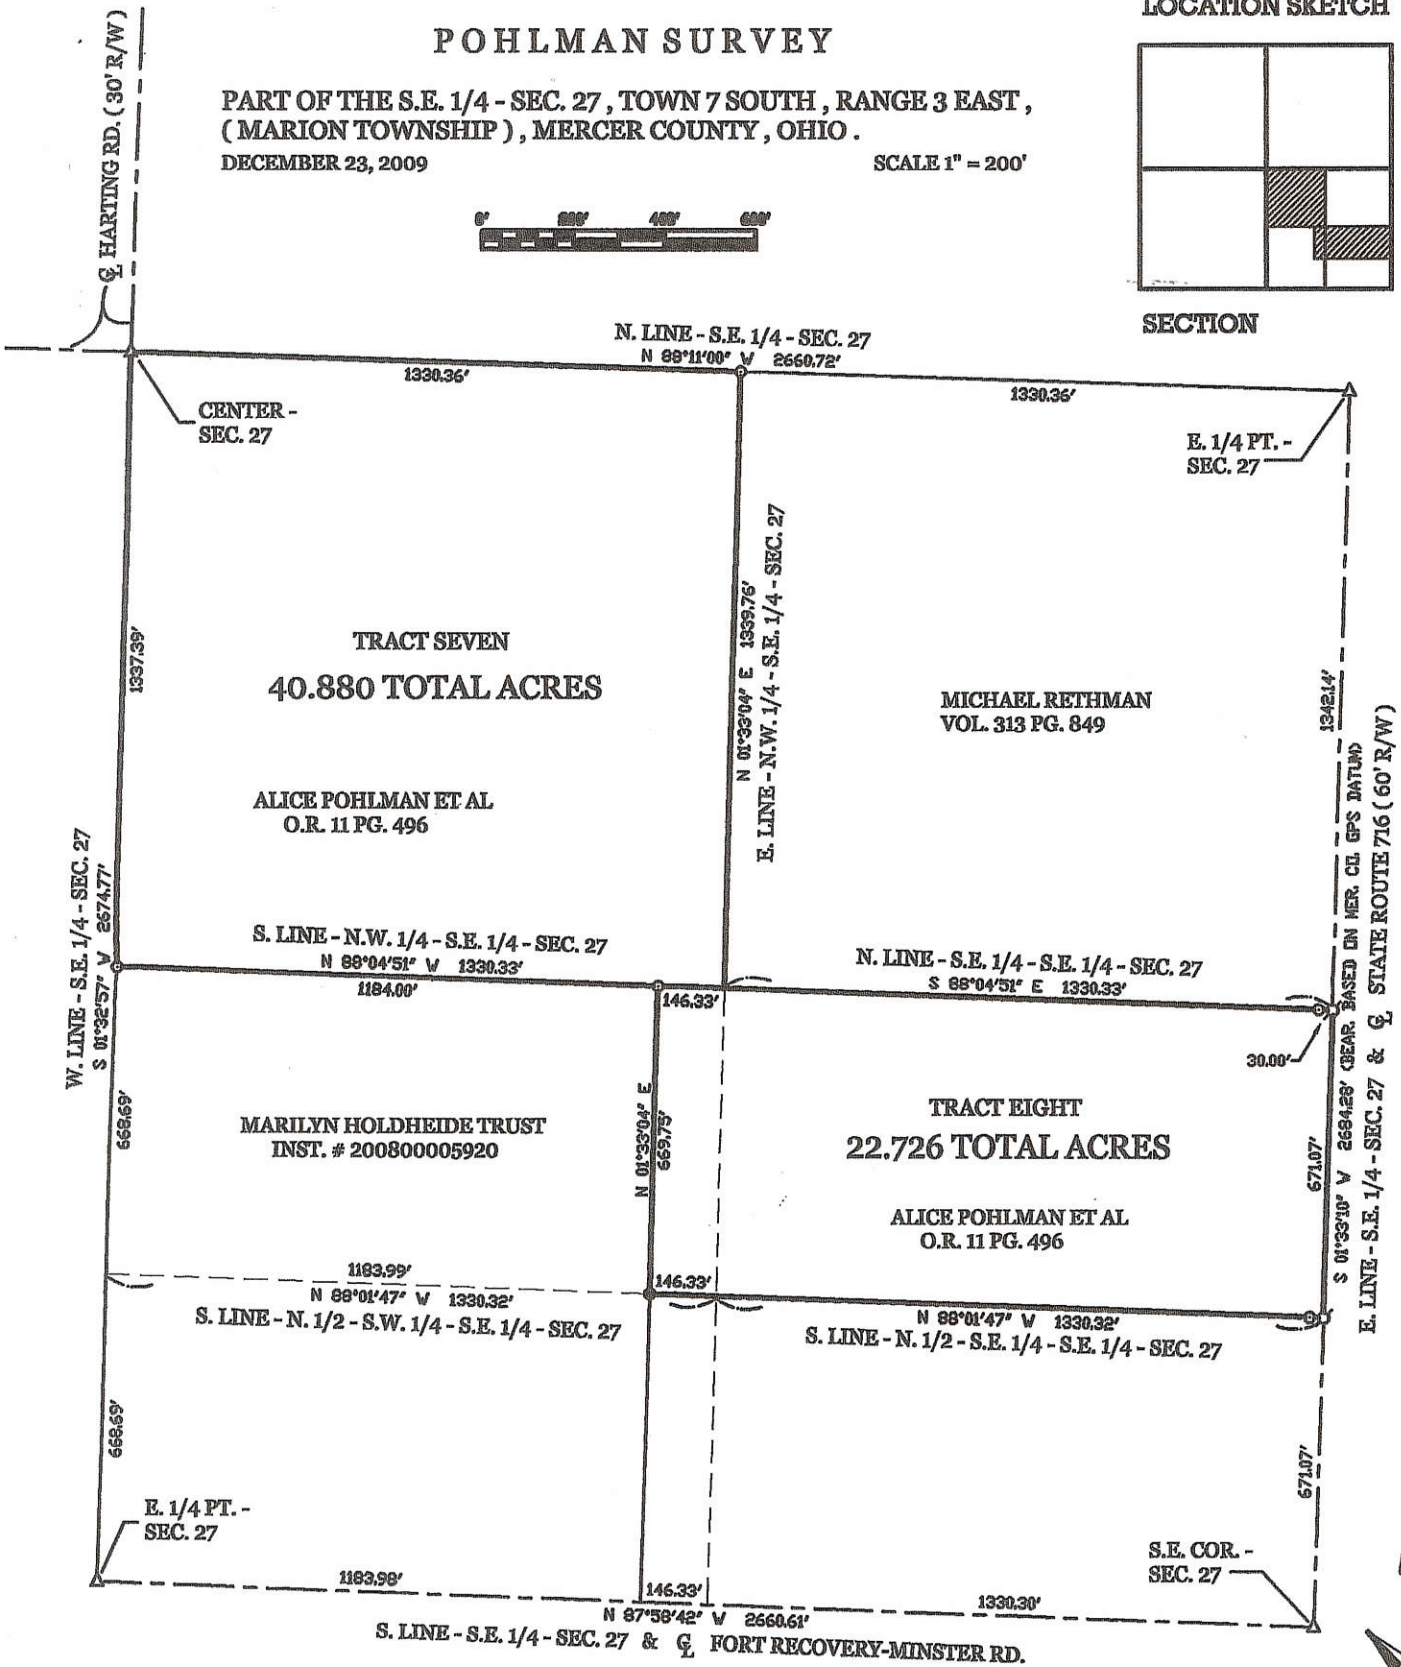 LOCATION SKETCH
POHLMAN SURVEY
PART OF THE S.E. 1/4 - SEC. 27 , TOWN 7 SOUTH , RANGE 3 EAST ,
( MARION TOWNSHIP ) , MERCER COUNTY , OHIO .
DECEMBER 23, 2009
SCALE 1" = 200'
0' 200' 400' 600'
SECTION
℄ HARTING RD. ( 30' R/W )
N. LINE - S.E. 1/4 - SEC. 27
N 88°11'00" W 2660.72'
1330.36'
1330.36'
CENTER -
SEC. 27
E. 1/4 PT. -
SEC. 27
1337.39'
N 01°33'04" E 1339.76'
E. LINE - N.W. 1/4 - S.E. 1/4 - SEC. 27
1342.14'
TRACT SEVEN
40.880 TOTAL ACRES
MICHAEL RETHMAN
VOL. 313 PG. 849
ALICE POHLMAN ET AL
O.R. 11 PG. 496
W. LINE - S.E. 1/4 - SEC. 27
S 01°32'57" W 2674.77'
S. LINE - N.W. 1/4 - S.E. 1/4 - SEC. 27
N 88°04'51" W 1330.33'
1184.00'
146.33'
N. LINE - S.E. 1/4 - S.E. 1/4 - SEC. 27
S 88°04'51" E 1330.33'
30.00'
S 01°33'10" W 2684.28' (BEAR. BASED ON MER. CO. GPS DATUM)
E. LINE - S.E. 1/4 - SEC. 27 & ℄ STATE ROUTE 716 ( 60' R/W )
668.69'
MARILYN HOLDHEIDE TRUST
INST. # 200800005920
N 01°33'04" E
669.75'
TRACT EIGHT
22.726 TOTAL ACRES
ALICE POHLMAN ET AL
O.R. 11 PG. 496
671.07'
1183.99'
N 88°01'47" W 1330.32'
S. LINE - N. 1/2 - S.W. 1/4 - S.E. 1/4 - SEC. 27
146.33'
N 88°01'47" W 1330.32'
S. LINE - N. 1/2 - S.E. 1/4 - S.E. 1/4 - SEC. 27
668.69'
671.07'
E. 1/4 PT. -
SEC. 27
S.E. COR. -
SEC. 27
1183.98'
146.33'
1330.30'
N 87°58'42" W 2660.61'
S. LINE - S.E. 1/4 - SEC. 27 & ℄ FORT RECOVERY-MINSTER RD.